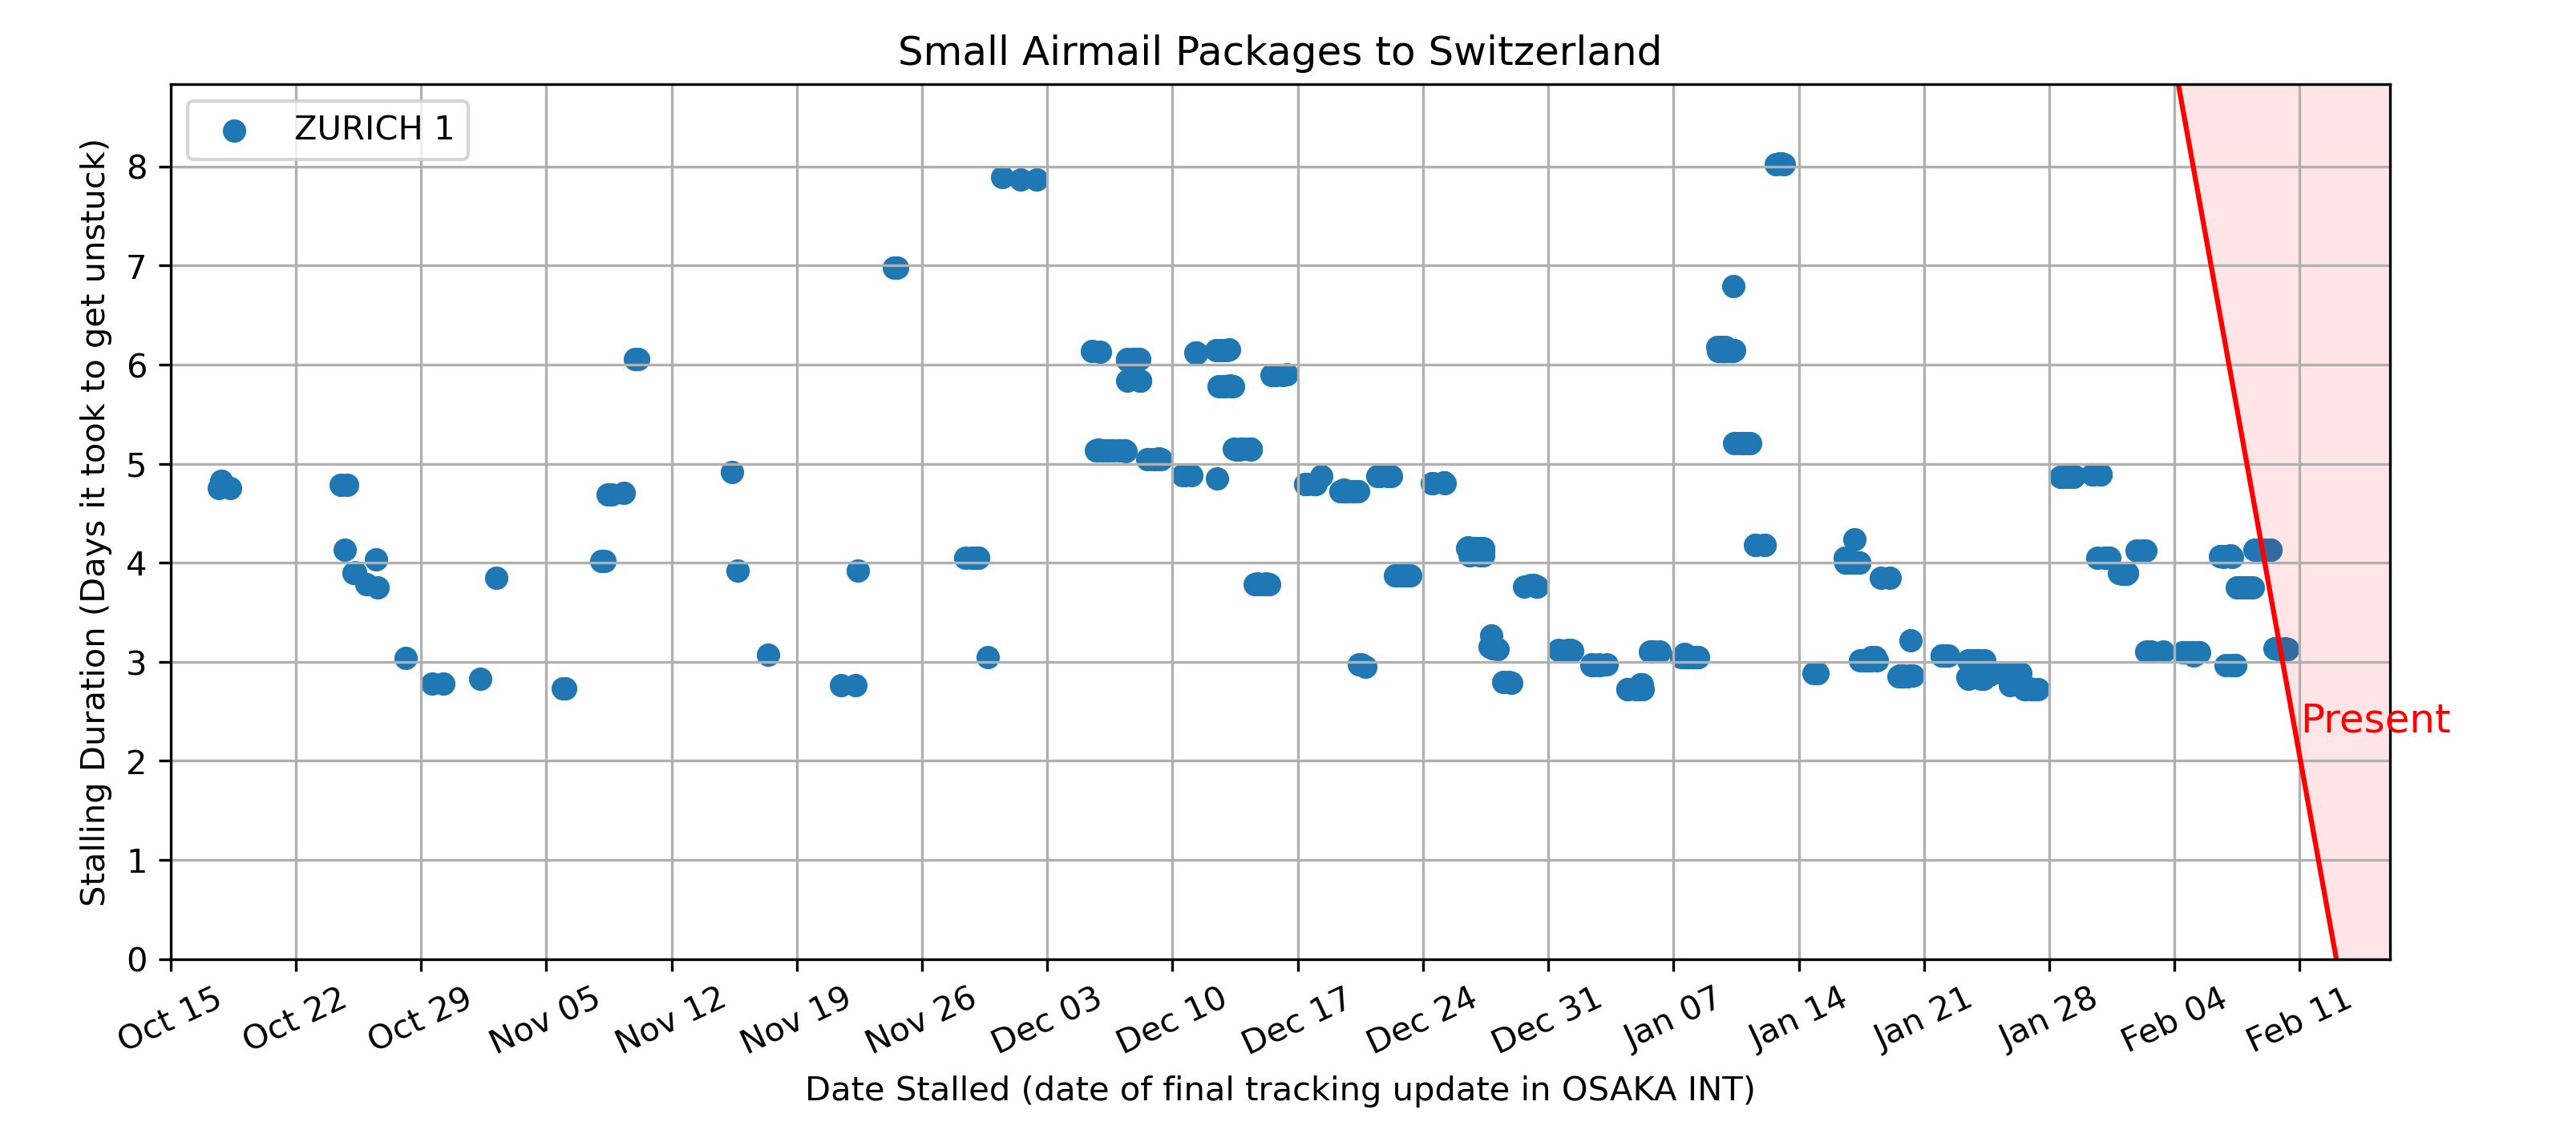 Small Airmail Packages to Switzerland
ZURICH 1
Stalling Duration (Days it took to get unstuck)
8
7
6
5
4
3
2
1
0
Present
Oct 15
Oct 22
Oct 29
Nov 05
Nov 12
Nov 19
Nov 26
Dec 03
Dec 10
Dec 17
Dec 24
Dec 31
Jan 07
Jan 14
Jan 21
Jan 28
Feb 04
Feb 11
Date Stalled (date of final tracking update in OSAKA INT)